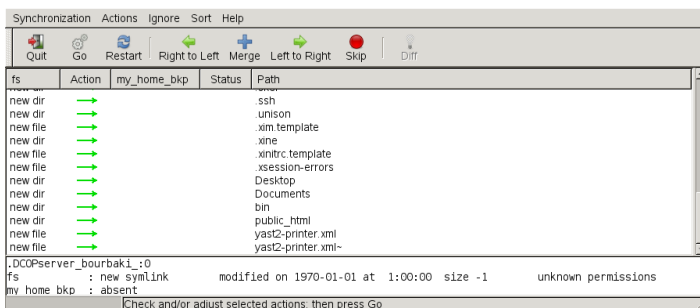 Synchronization Actions Ignore Sort Help
Quit Go Restart Right to Left Merge Left to Right Skip Diff
fs Action my_home_bkp Status Path
new dir .ssh
new dir .unison
new file .xim.template
new dir .xine
new file .xinitrc.template
new file .xsession-errors
new dir Desktop
new dir Documents
new dir bin
new dir public_html
new file yast2-printer.xml
new file yast2-printer.xml~
.DCOPserver_bourbaki_:0
fs : new symlink modified on 1970-01-01 at 1:00:00 size -1 unknown permissions
my_home_bkp : absent
Check and/or adjust selected actions; then press Go